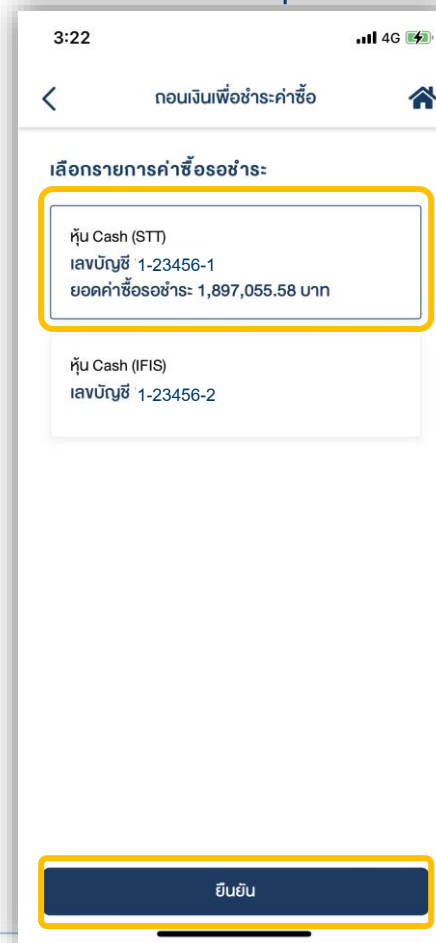 3:22
4G
ถอนเงินเพื่อชำระค่าซื้อ
เลือกรายการค่าซื้อรอชำระ
หุ้น Cash (STT)
เลขบัญชี 1-23456-1
ยอดค่าซื้อรอชำระ 1,897,055.58 บาท
หุ้น Cash (IFIS)
เลขบัญชี 1-23456-2
ยืนยัน